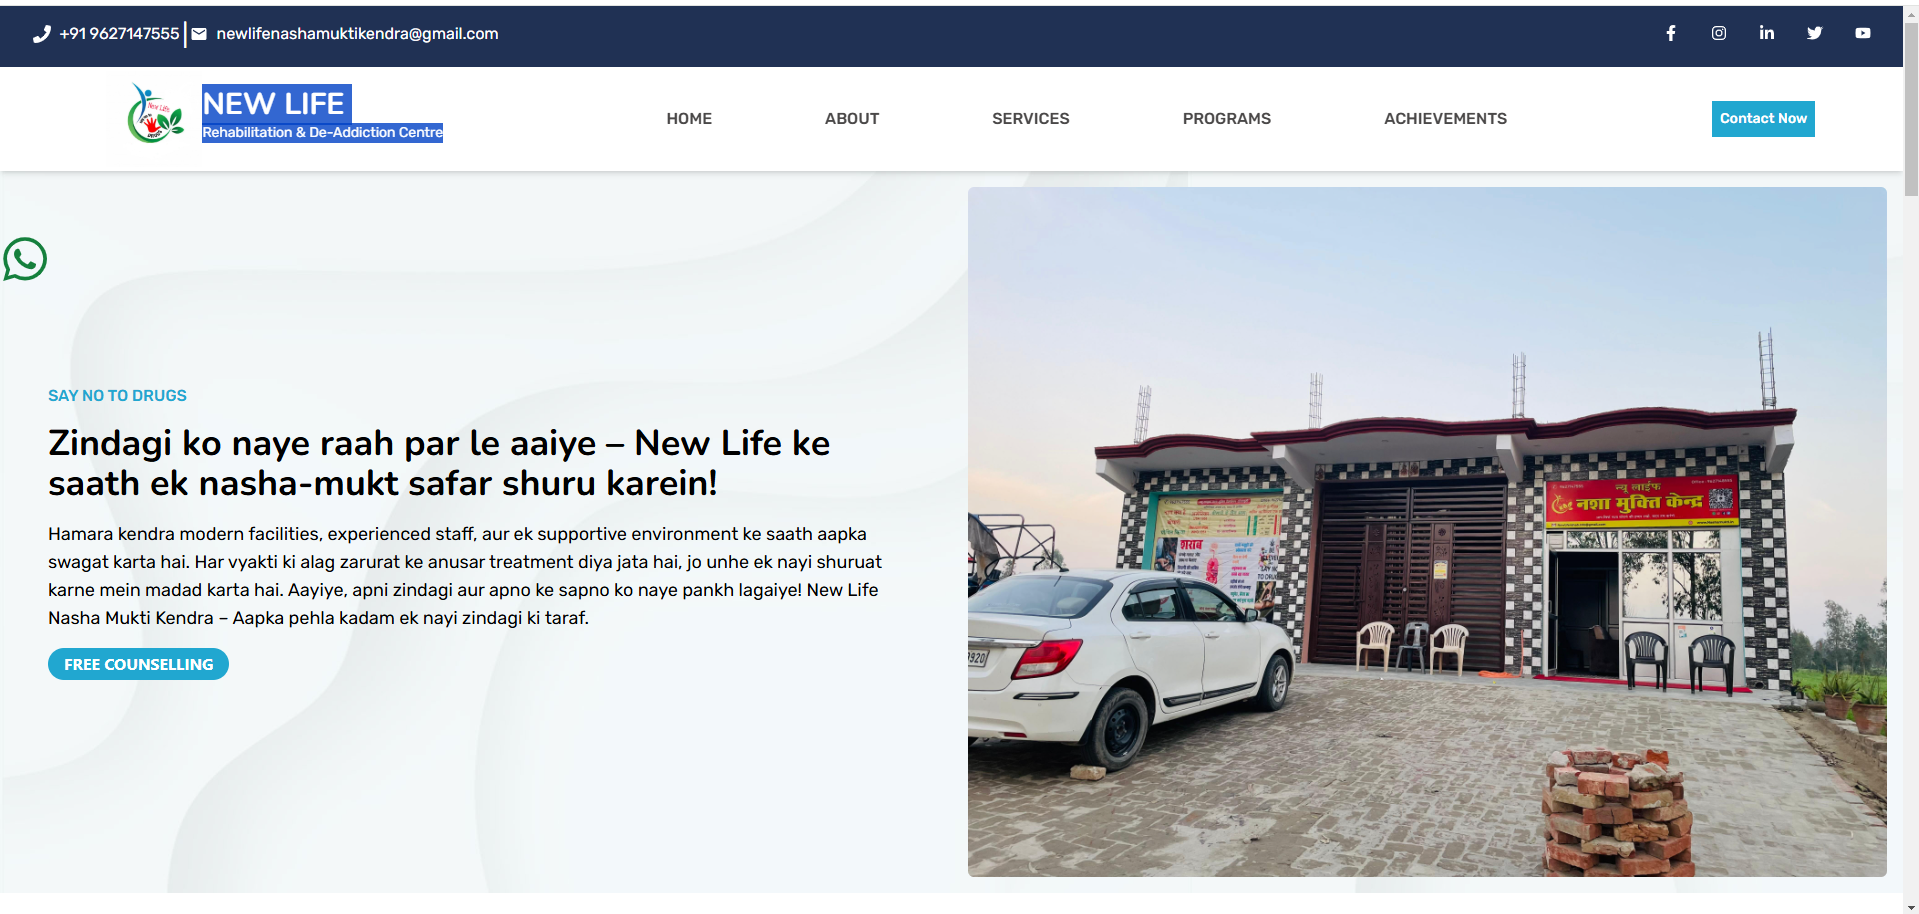 +91 9627147555
newlifenashamuktikendra@gmail.com
New Life
NEW LIFE
Rehabilitation & De-Addiction Centre
HOME
ABOUT
SERVICES
PROGRAMS
ACHIEVEMENTS
Contact Now
SAY NO TO DRUGS
Zindagi ko naye raah par le aaiye – New Life ke
saath ek nasha-mukt safar shuru karein!
Hamara kendra modern facilities, experienced staff, aur ek supportive environment ke saath aapka
swagat karta hai. Har vyakti ki alag zarurat ke anusar treatment diya jata hai, jo unhe ek nayi shuruat
karne mein madad karta hai. Aayiye, apni zindagi aur apno ke sapno ko naye pankh lagaiye! New Life
Nasha Mukti Kendra – Aapka pehla kadam ek nayi zindagi ki taraf.
FREE COUNSELLING
न्यू लाईफ
नशा मुक्ति केन्द्र
शराब
9920